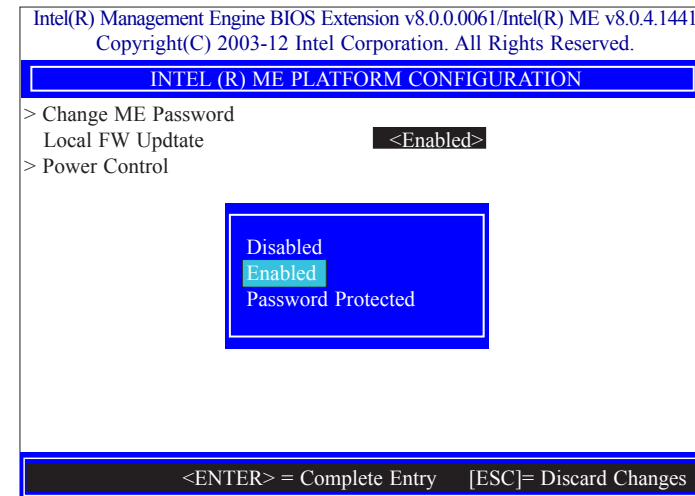 Intel(R) Management Engine BIOS Extension v8.0.0.0061/Intel(R) ME v8.0.4.1441
Copyright(C) 2003-12 Intel Corporation. All Rights Reserved.
INTEL (R) ME PLATFORM CONFIGURATION
> Change ME Password
Local FW Updtate <Enabled>
> Power Control
Disabled
Enabled
Password Protected
<ENTER> = Complete Entry [ESC]= Discard Changes